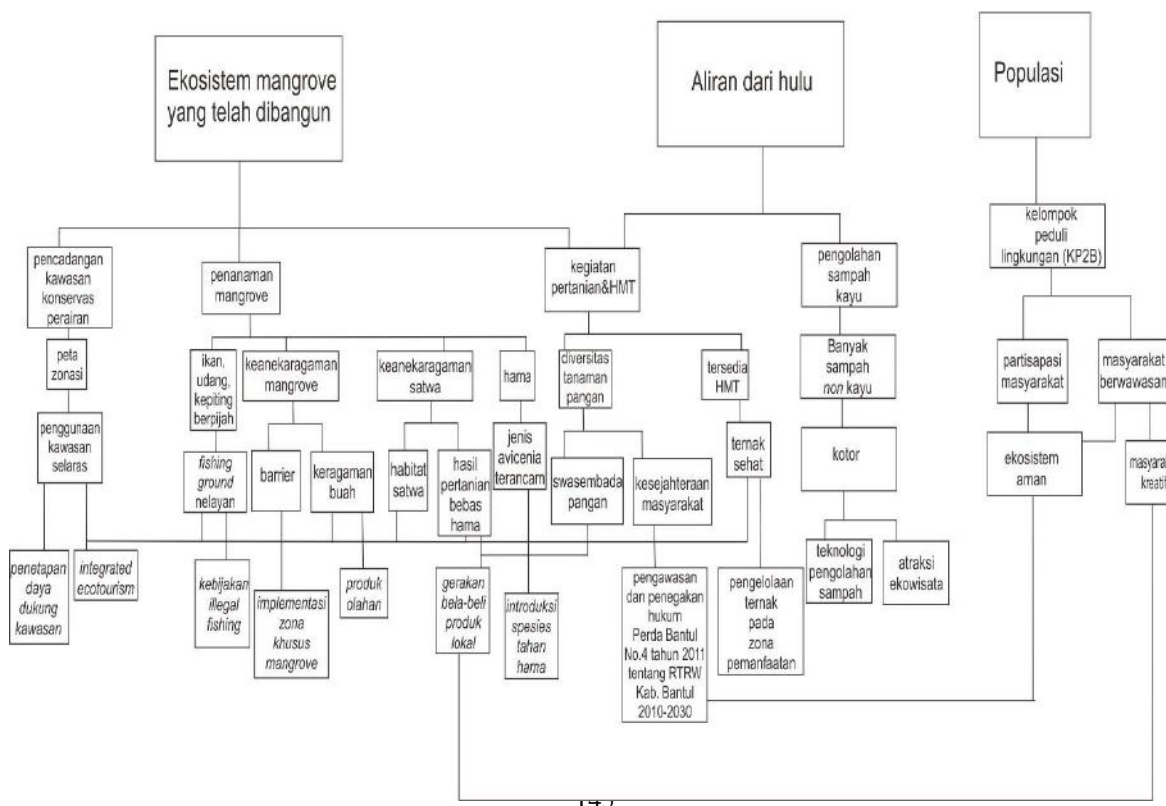 Ekosistem mangrove
yang telah dibangun
Aliran dari hulu
Populasi
pencadangan
kawasan
konservas
perairan
penanaman
mangrove
kegiatan
pertanian&HMT
pengolahan
sampah
kayu
kelompok
peduli
lingkungan (KP2B)
peta
zonasi
ikan,
udang,
kepiting
berpijah
keanekaragaman
mangrove
keanekaragaman
satwa
hama
diversitas
tanaman
pangan
tersedia
HMT
Banyak
sampah
non kayu
partisapasi
masyarakat
masyarakat
berwawasan
penggunaan
kawasan
selaras
fishing
ground
nelayan
barrier
keragaman
buah
habitat
satwa
hasil
pertanian
bebas
hama
jenis
avicenia
terancam
swasembada
pangan
kesejahteraan
masyarakat
ternak
sehat
kotor
ekosistem
aman
masyarak
kreatif
penetapan
daya
dukung
kawasan
integrated
ecotourism
kebijakan
illegal
fishing
implementasi
zona
khusus
mangrove
produk
olahan
gerakan
bela-beli
produk
lokal
introduksi
spesies
tahan
hama
pengawasan
dan penegakan
hukum
Perda Bantul
No.4 tahun 2011
tentang RTRW
Kab. Bantul
2010-2030
pengelolaan
ternak
pada
zona
pemanfaatan
teknologi
pengolahan
sampah
atraksi
ekowisata